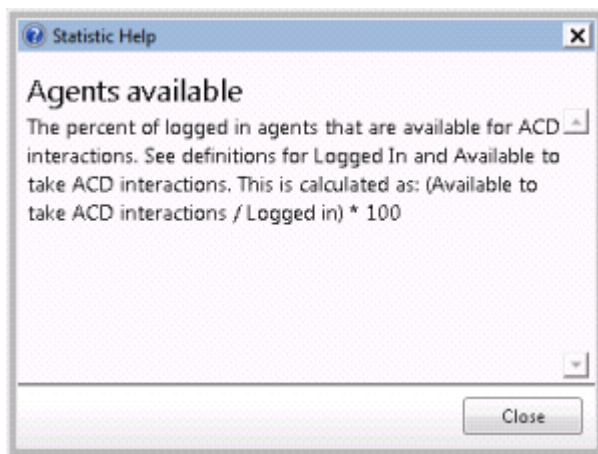 Statistic Help
Agents available
The percent of logged in agents that are available for ACD
interactions. See definitions for Logged In and Available to
take ACD interactions. This is calculated as: (Available to
take ACD interactions / Logged in) * 100
Close